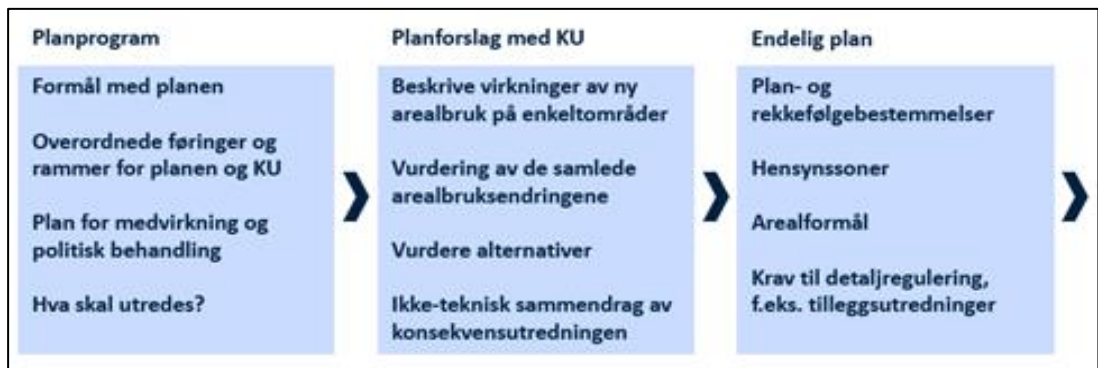 Planprogram
Formål med planen
Overordnede føringer og
rammer for planen og KU
Plan for medvirkning og
politisk behandling
Hva skal utredes?
Planforslag med KU
Beskrive virkninger av ny
arealbruk på enkeltområder
Vurdering av de samlede
arealbruksendringene
Vurdere alternativer
Ikke-teknisk sammendrag av
konsekvensutredningen
Endelig plan
Plan- og
rekkefølgebestemmelser
Hensynssoner
Arealformål
Krav til detaljregulering,
f.eks. tilleggsutredninger